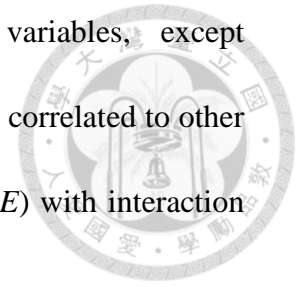 variables, except
correlated to other
E) with interaction